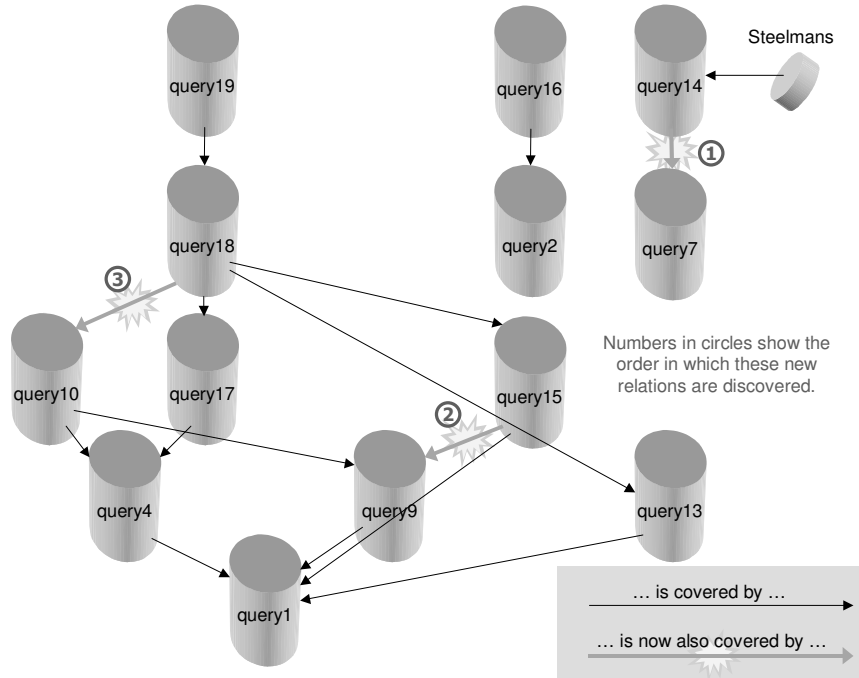 Steelmans
query19
query16
query14
①
query18
query2
query7
③
Numbers in circles show the
order in which these new
relations are discovered.
query10
query17
query15
②
query4
query9
query13
query1
… is covered by …
… is now also covered by …